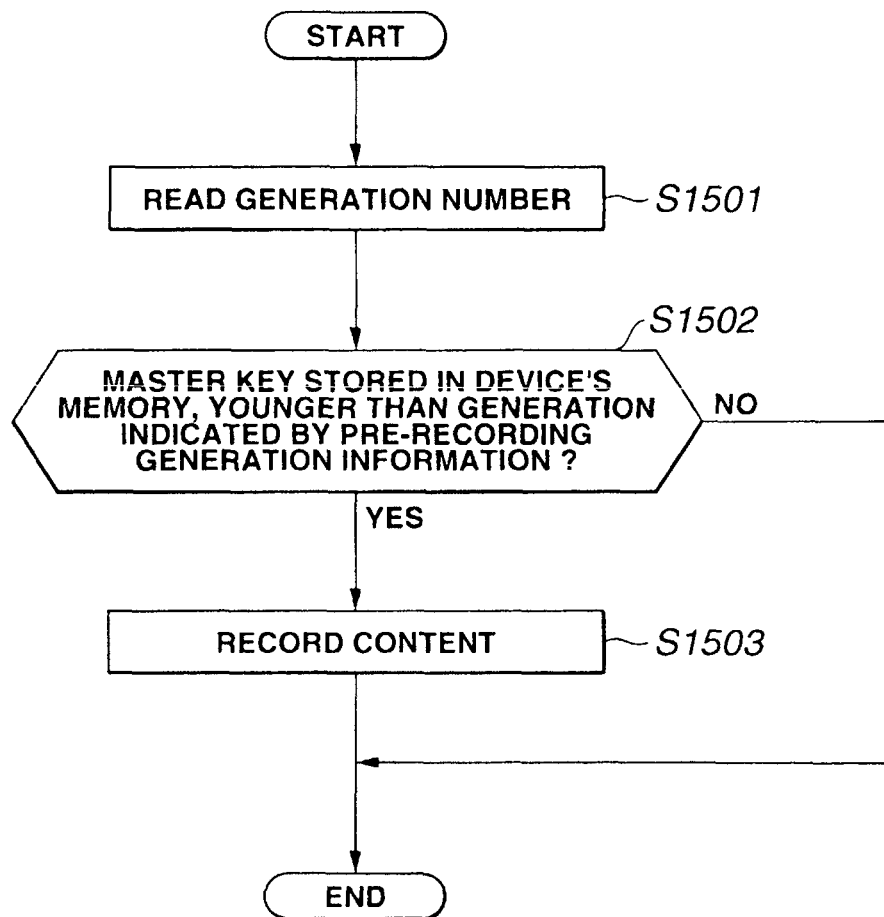 START
READ GENERATION NUMBER
S1501
S1502
MASTER KEY STORED IN DEVICE'S
MEMORY, YOUNGER THAN GENERATION
INDICATED BY PRE-RECORDING
GENERATION INFORMATION ?
NO
YES
RECORD CONTENT
S1503
END